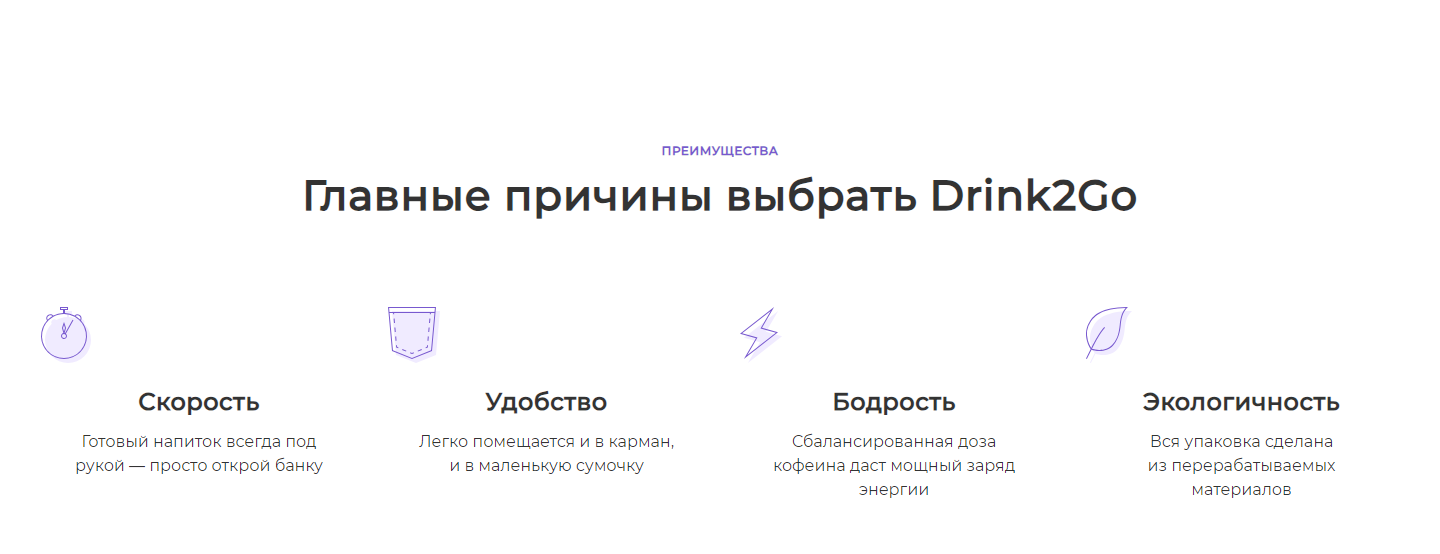 ПРЕИМУЩЕСТВА
Главные причины выбрать Drink2Go
Скорость
Готовый напиток всегда под
рукой — просто открой банку
Удобство
Легко помещается и в карман,
и в маленькую сумочку
Бодрость
Сбалансированная доза
кофеина даст мощный заряд
энергии
Экологичность
Вся упаковка сделана
из перерабатываемых
материалов